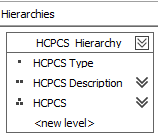 Hierarchies
HCPCS Hierarchy
HCPCS Type
HCPCS Description
HCPCS
<new level>